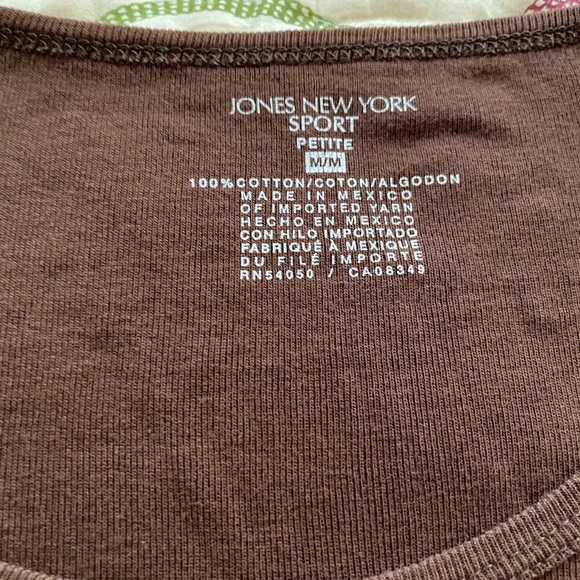 JONES NEW YORK
SPORT
PETITE
M/M
100% COTTON/COTON/ALGODON
MADE IN MEXICO
OF IMPORTED YARN
HECHO EN MEXICO
CON HILO IMPORTADO
FABRIQUÉ À MEXIQUE
DU FILÉ IMPORTE
RN54050 / CA08349